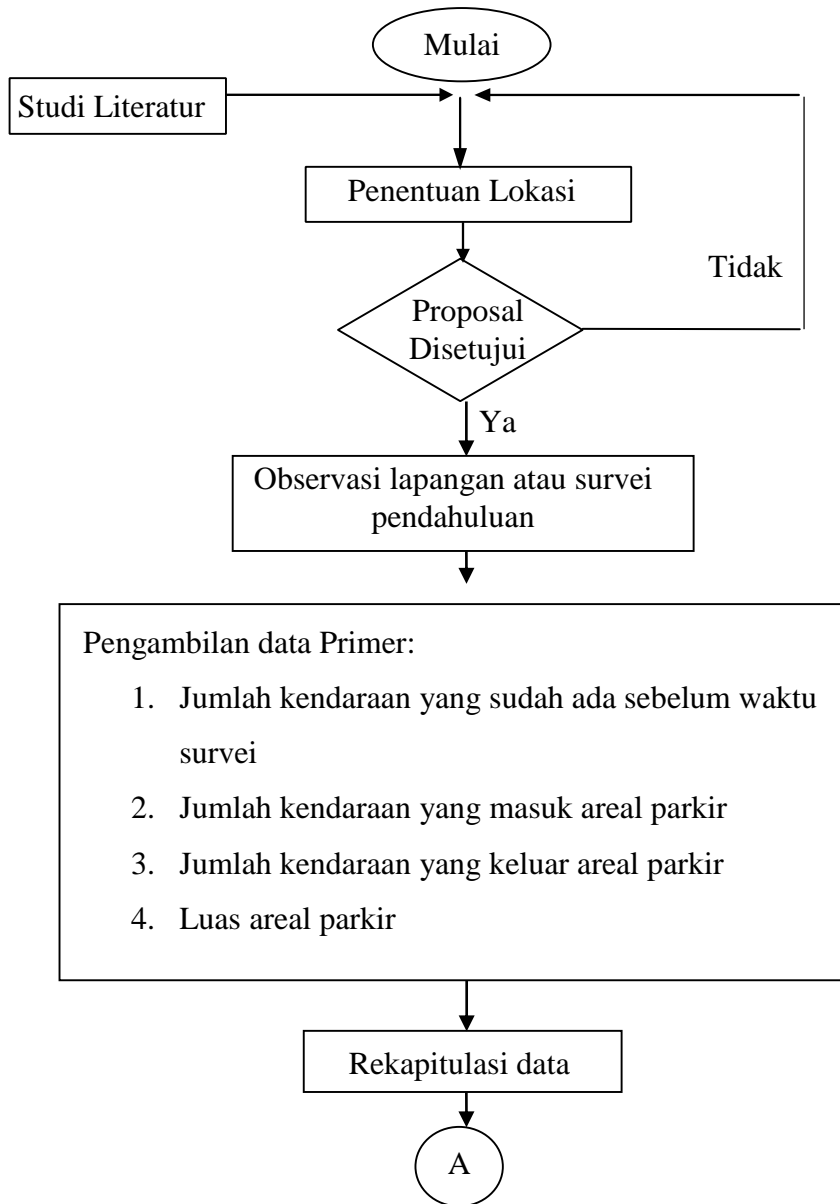 Mulai
Studi Literatur
Penentuan Lokasi
Tidak
Proposal
Disetujui
Ya
Observasi lapangan atau survei
pendahuluan
Pengambilan data Primer:
1. Jumlah kendaraan yang sudah ada sebelum waktu
survei
2. Jumlah kendaraan yang masuk areal parkir
3. Jumlah kendaraan yang keluar areal parkir
4. Luas areal parkir
Rekapitulasi data
A